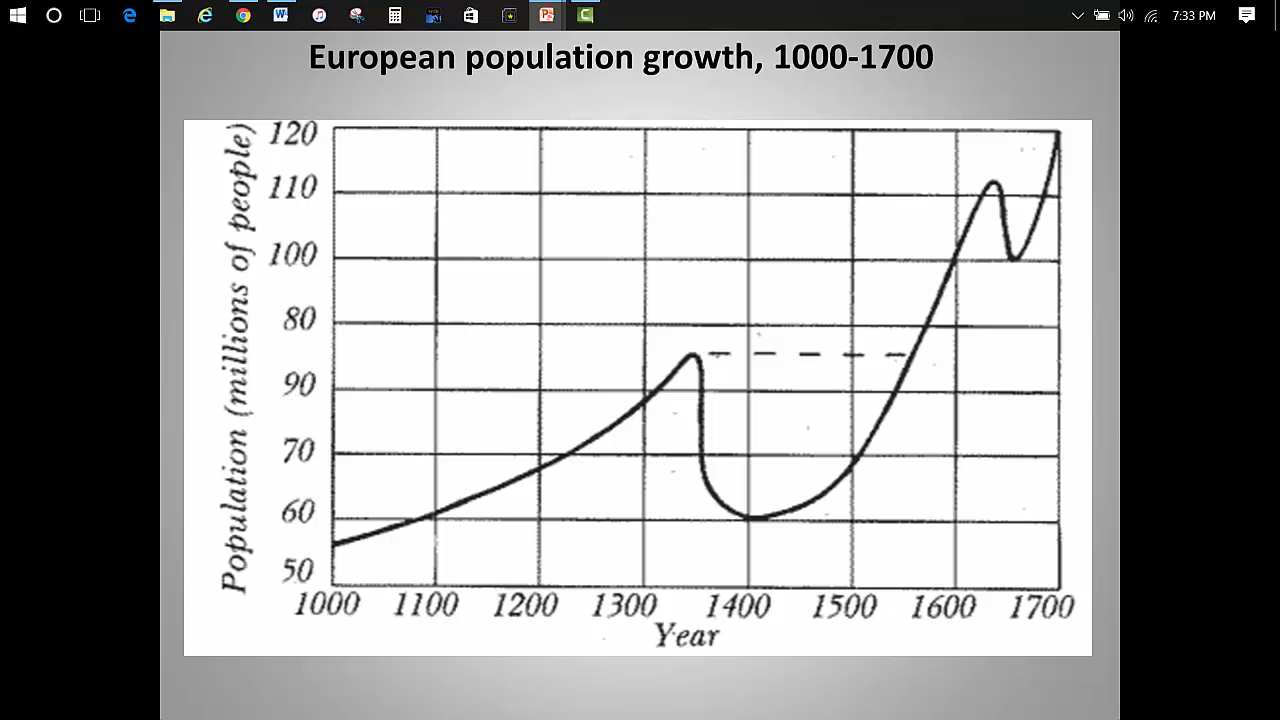 7:33 PM
European population growth, 1000-1700
Population (millions of people)
120
110
100
80
90
70
60
50
1000 1100 1200 1300 1400 1500 1600 1700
Year